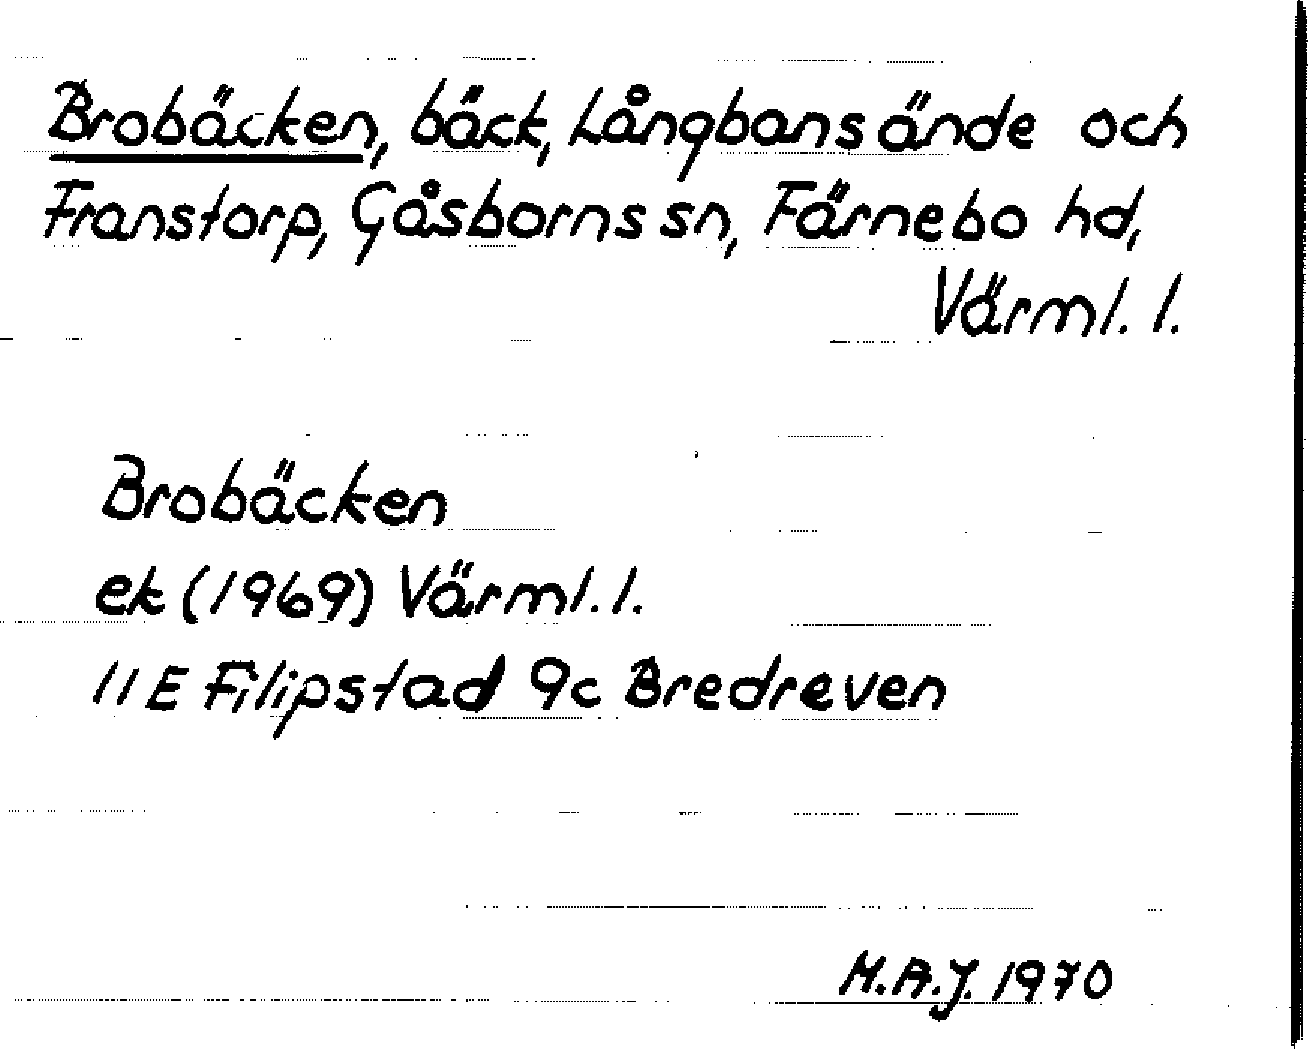 Brobäcken, bäck, Långbansände och
Franstorp, Gåsborns sn, Färnebo hd,
Värml. l.
Brobäcken
ek (1969) Värml. l.
11 E Filipstad 9c Bredreven
M.A.J. 1970